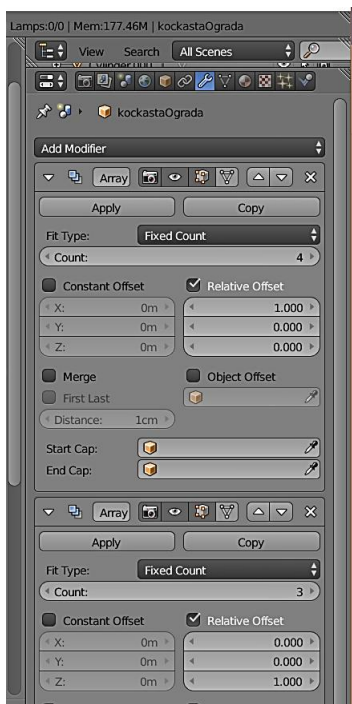 Lamps:0/0 | Mem:177.46M | kockastaOgrada
View Search All Scenes
Cylinder.000
kockastaOgrada
Add Modifier
Array
Apply Copy
Fit Type: Fixed Count
Count: 4
Constant Offset Relative Offset
X: 0m 1.000
Y: 0m 0.000
Z: 0m 0.000
Merge Object Offset
First Last
Distance: 1cm
Start Cap:
End Cap:
Array
Apply Copy
Fit Type: Fixed Count
Count: 3
Constant Offset Relative Offset
X: 0m 0.000
Y: 0m 0.000
Z: 0m 1.000